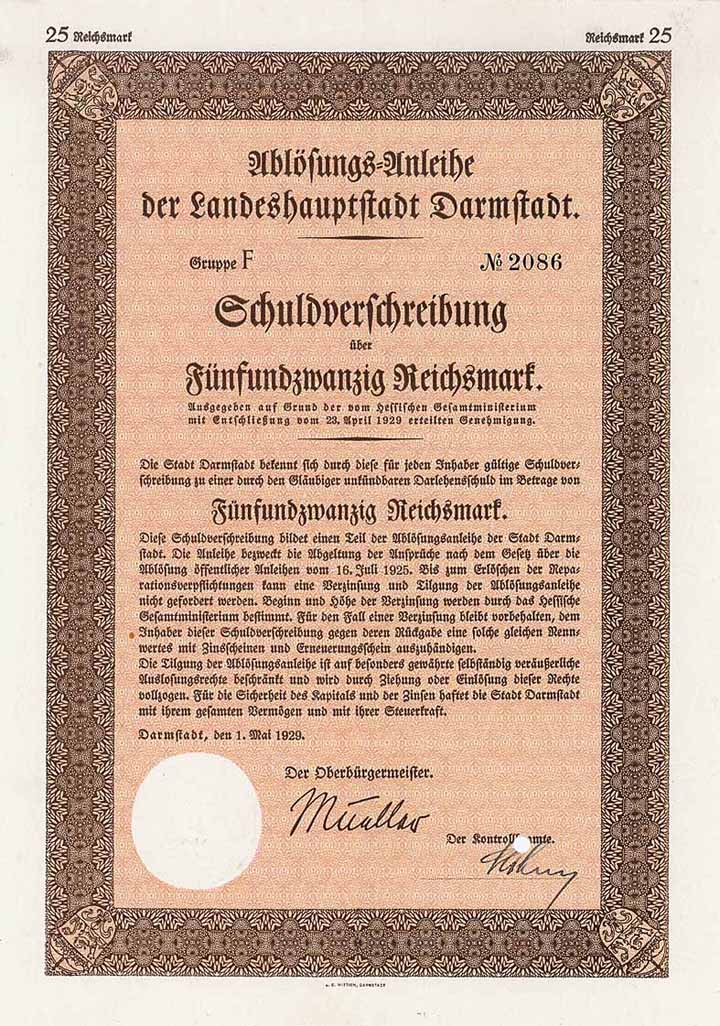 25 Reichsmark
Reichsmark 25
Ablösungs-Anleihe
der Landeshauptstadt Darmstadt.
Gruppe F
№ 2086
Schuldverschreibung
über
Fünfundzwanzig Reichsmark.
Ausgegeben auf Grund der vom Hessischen Gesamtministerium
mit Entschließung vom 23. April 1929 erteilten Genehmigung.
Die Stadt Darmstadt bekennt sich durch diese für jeden Inhaber gültige Schuldver-
schreibung zu einer durch den Gläubiger unkündbaren Darlehensschuld im Betrage von
Fünfundzwanzig Reichsmark.
Diese Schuldverschreibung bildet einen Teil der Ablösungsanleihe der Stadt Darm-
stadt. Die Anleihe bezweckt die Abgeltung der Ansprüche nach dem Gesetz über die
Ablösung öffentlicher Anleihen vom 16. Juli 1925. Bis zum Erlöschen der Repa-
rationsverpflichtungen kann eine Verzinsung und Tilgung der Ablösungsanleihe
nicht gefordert werden. Beginn und Höhe der Verzinsung werden durch das Hessische
Gesamtministerium bestimmt. Für den Fall einer Verzinsung bleibt vorbehalten, dem
Inhaber dieser Schuldverschreibung gegen deren Rückgabe eine solche gleichen Nenn-
wertes mit Zinsscheinen und Erneuerungsschein auszuhändigen.
Die Tilgung der Ablösungsanleihe ist auf besonders gewährte selbständig veräußerliche
Auslosungsrechte beschränkt und wird durch Ziehung oder Einlösung dieser Rechte
vollzogen. Für die Sicherheit des Kapitals und der Zinsen haftet die Stadt Darmstadt
mit ihrem gesamten Vermögen und mit ihrer Steuerkraft.
Darmstadt, den 1. Mai 1929.
Der Oberbürgermeister.
Mueller
Der
WITTICH, DARMSTADT